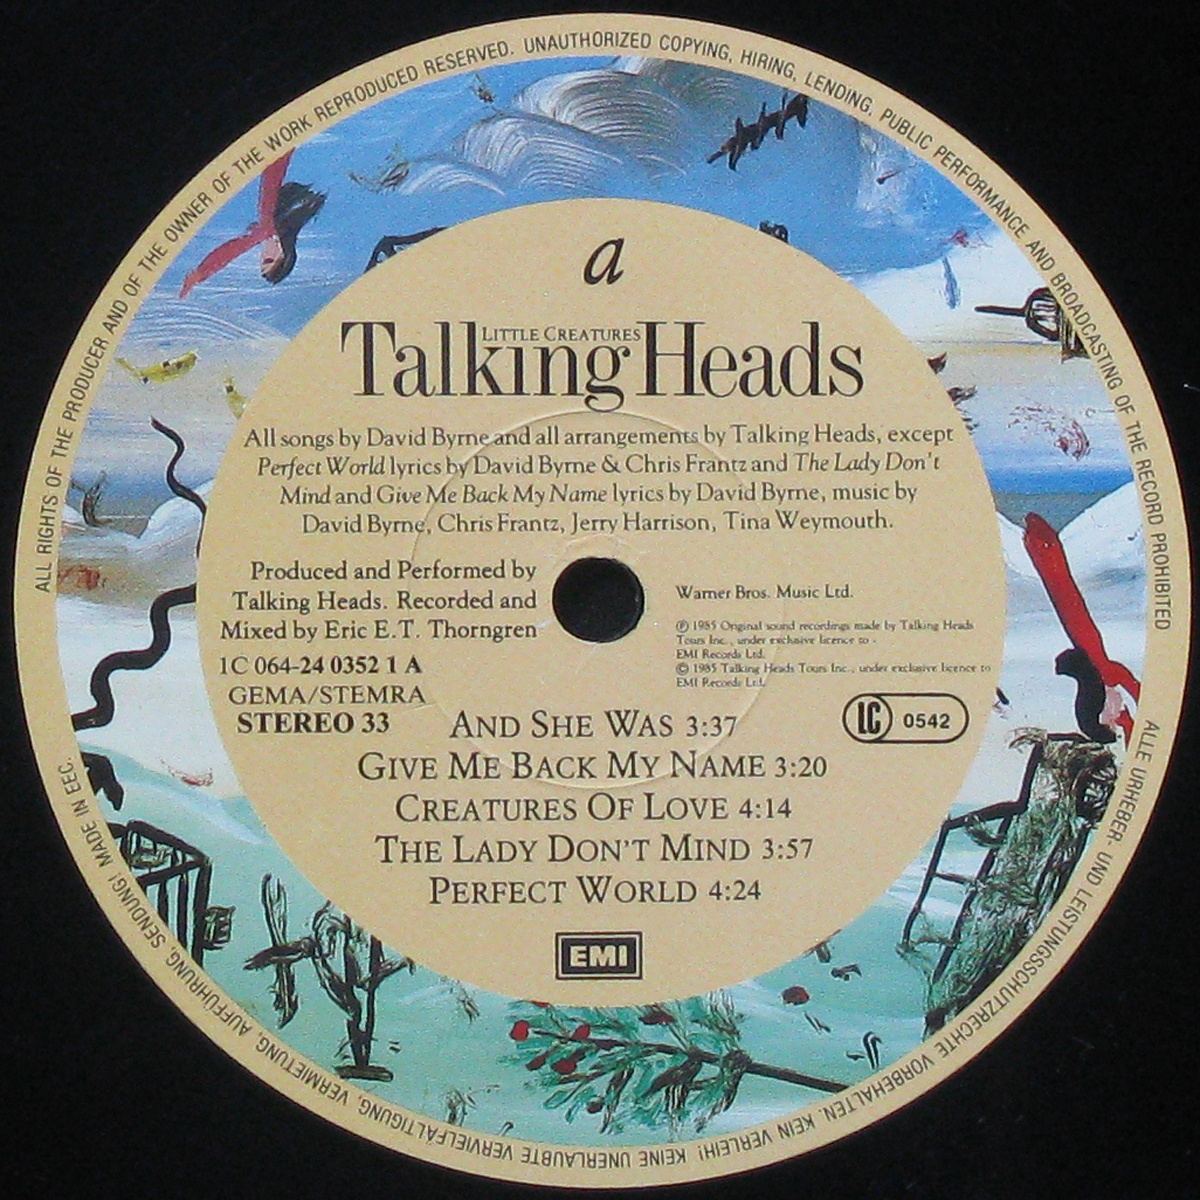 ALL RIGHTS OF THE PRODUCER AND OF THE OWNER OF THE WORK REPRODUCED RESERVED. UNAUTHORIZED COPYING, HIRING, LENDING, PUBLIC PERFORMANCE AND BROADCASTING OF THE RECORD PROHIBITED
a
LITTLE CREATURES
Talking Heads
All songs by David Byrne and all arrangements by Talking Heads, except
Perfect World lyrics by David Byrne & Chris Frantz and The Lady Don't
Mind and Give Me Back My Name lyrics by David Byrne, music by
David Byrne, Chris Frantz, Jerry Harrison, Tina Weymouth.
Produced and Performed by
Talking Heads. Recorded and
Mixed by Eric E.T. Thorngren
1C 064-24 0352 1 A
GEMA/STEMRA
STEREO 33
Warner Bros. Music Ltd.
℗ 1985 Original sound recordings made by Talking Heads
Tours Inc., under exclusive licence to .
EMI Records Ltd.
© 1985 Talking Heads Tours Inc., under exclusive licence to
EMI Records Ltd.
LC 0542
AND SHE WAS 3:37
GIVE ME BACK MY NAME 3:20
CREATURES OF LOVE 4:14
THE LADY DON'T MIND 3:57
PERFECT WORLD 4:24
EMI
ALLE URHEBER- UND LEISTUNGSSCHUTZRECHTE VORBEHALTEN. KEIN VERLEIH! KEINE UNERLAUBTE VERVIELFÄLTIGUNG, VERMIETUNG, AUFFÜHRUNG, SENDUNG! MADE IN EEC.